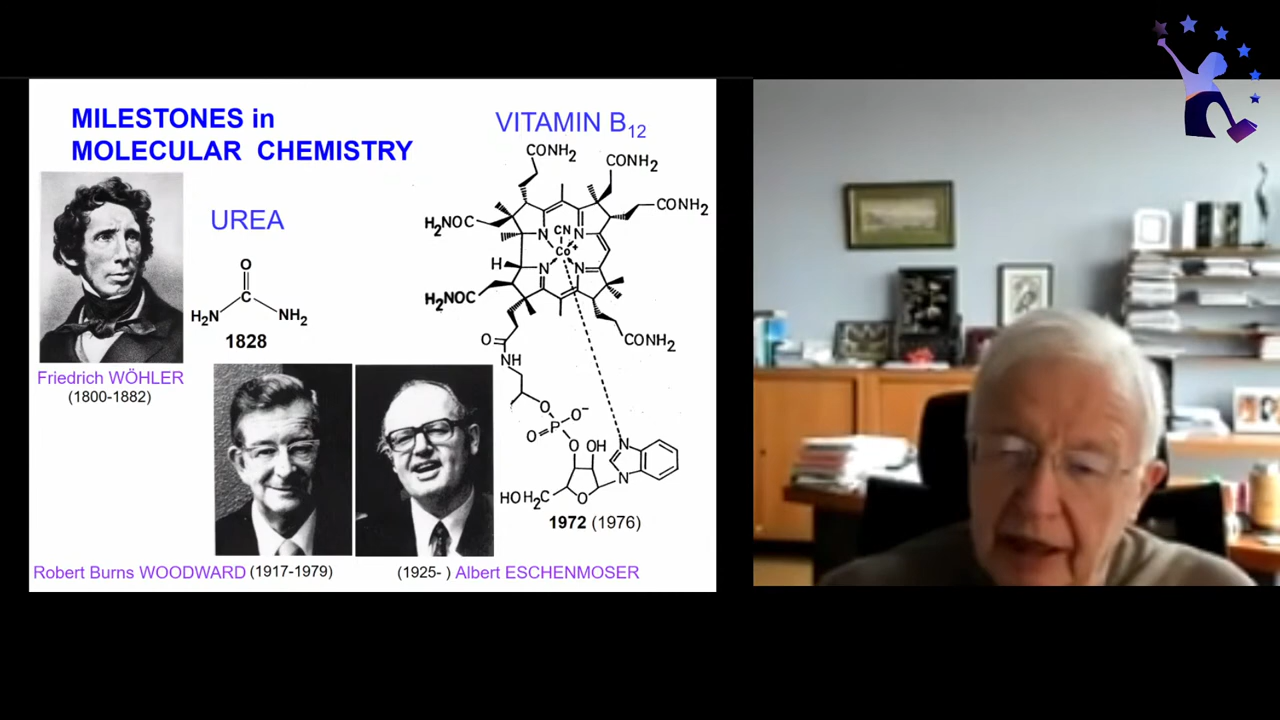 MILESTONES in
MOLECULAR CHEMISTRY
VITAMIN B12
CONH2
CONH2
CONH2
H2NOC
CN
N
N
Co+
H
N
N
H2NOC
CONH2
O
NH
O
O−
P
O
O
OH
N
N
HOH2C
O
1972 (1976)
UREA
O
H2N
C
NH2
1828
Friedrich WÖHLER
(1800-1882)
Robert Burns WOODWARD (1917-1979)
(1925- ) Albert ESCHENMOSER